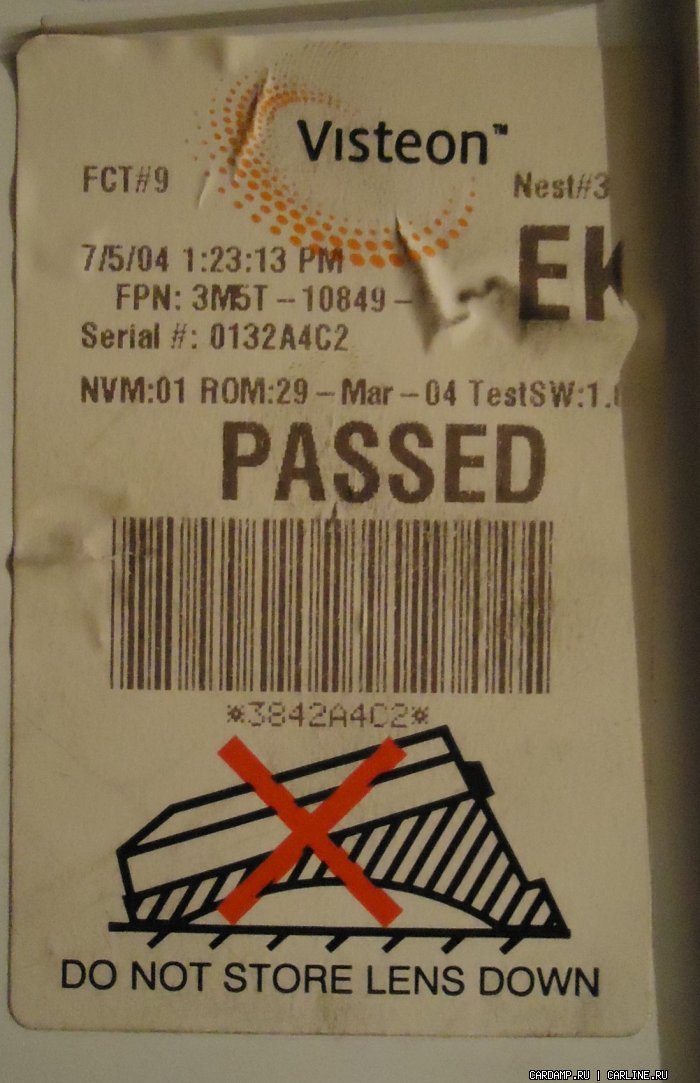 Visteon™
FCT#9 Nest#3
7/5/04 1:23:13 PM EK
FPN: 3M5T-10849-
Serial #: 0132A4C2
NVM:01 ROM:29-Mar-04 TestSW:1.
PASSED
*3842A4C2*
DO NOT STORE LENS DOWN
CARDAMP.RU | CARLINE.RU